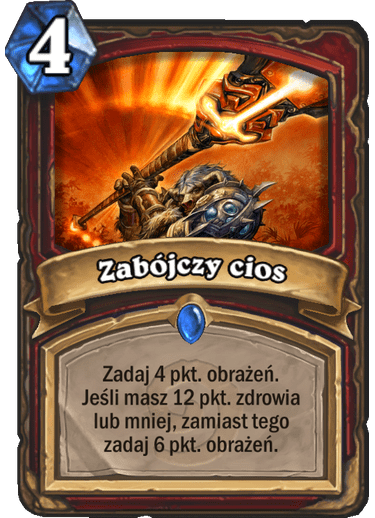 4
Zabójczy cios
Zadaj 4 pkt. obrażeń.
Jeśli masz 12 pkt. zdrowia
lub mniej, zamiast tego
zadaj 6 pkt. obrażeń.